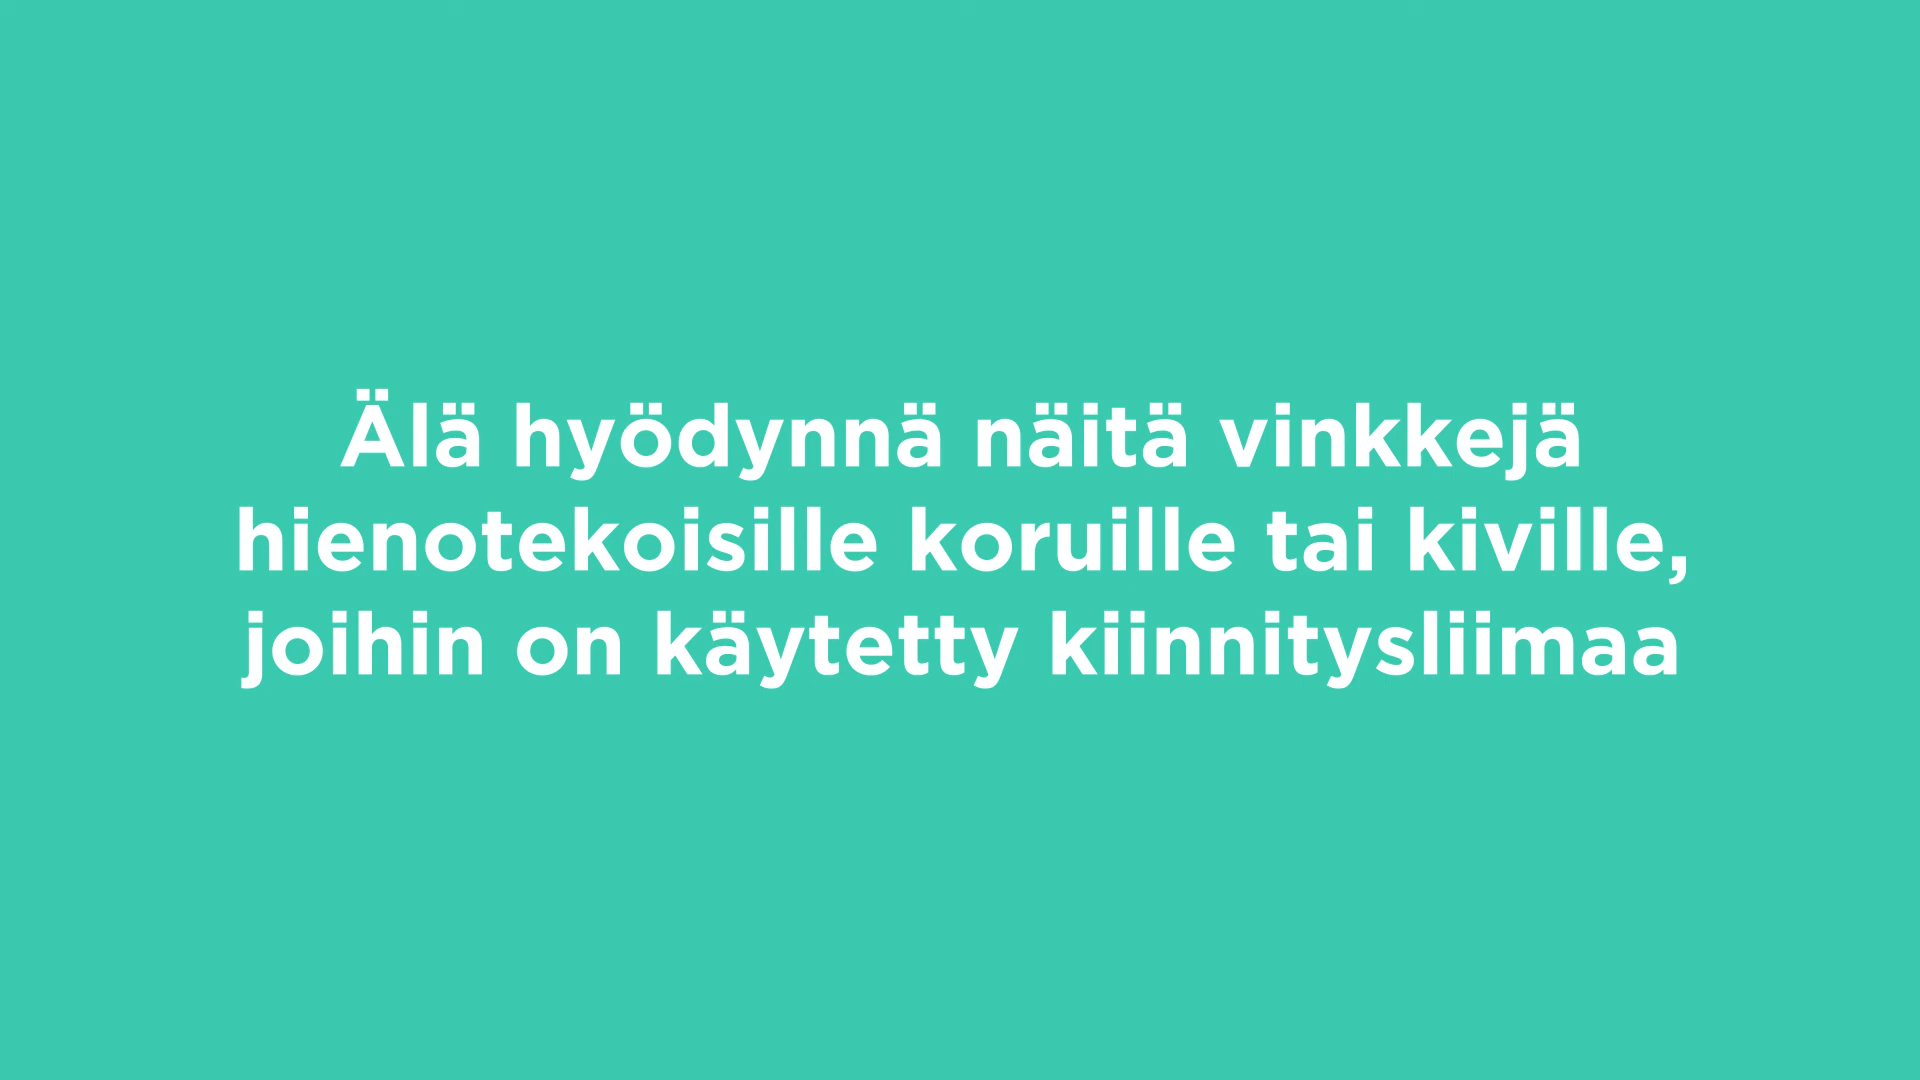 Älä hyödynnä näitä vinkkejä
hienotekoisille koruille tai kiville,
joihin on käytetty kiinnitysliimaa